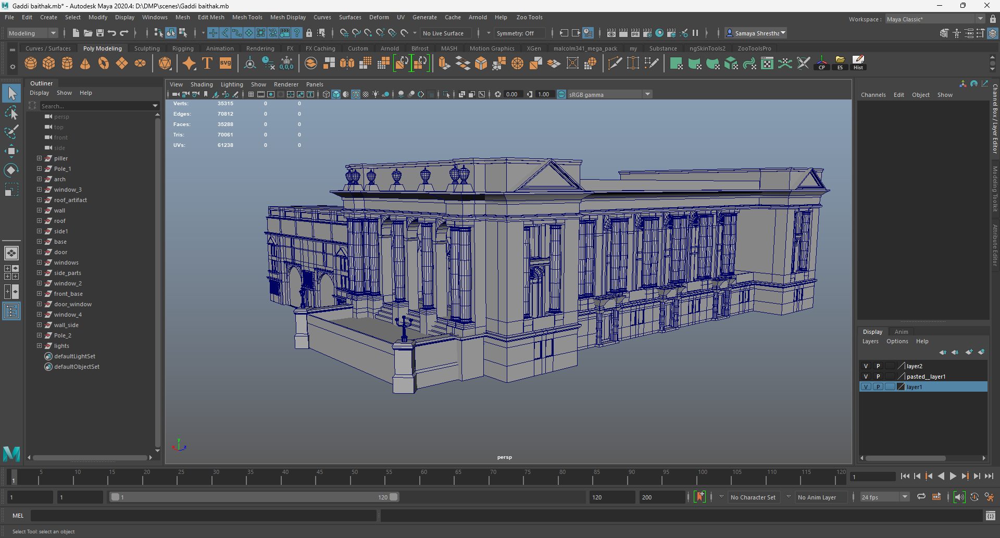 Gaddi baithak.mb* - Autodesk Maya 2020.4: D:\DMP\scenes\Gaddi baithak.mb
File Edit Create Select Modify Display Windows Mesh Edit Mesh Mesh Tools Mesh Display Curves Surfaces Deform UV Generate Cache Arnold Help Zoo Tools
Workspace : Maya Classic*
Modeling No Live Surface Symmetry: Off Samaya Shrestha
Curves / Surfaces Poly Modeling Sculpting Rigging Animation Rendering FX FX Caching Custom Arnold Bifrost MASH Motion Graphics XGen malcolm341_mega_pack my Substance ngSkinTools2 ZooToolsPro
T svg 0,0,0 CP ES Hist
Outliner
Display Show Help
Search...
persp
top
front
side
piller
Pole_1
arch
window_3
roof_artifact
wall
roof
side1
base
door
windows
side_parts
window_2
front_base
door_window
window_4
wall_side
Pole_2
lights
defaultLightSet
defaultObjectSet
View Shading Lighting Show Renderer Panels
0.00 1.00 ON sRGB gamma
Verts: 35315 0 0
Edges: 70812 0 0
Faces: 35288 0 0
Tris: 70061 0 0
UVs: 61238 0 0
y
x z
persp
Channels Edit Object Show
Channel Box / Layer Editor
Modeling Toolkit
Attribute Editor
Display Anim
Layers Options Help
V P layer2
V P pasted__layer1
V P layer1
1 5 10 15 20 25 30 35 40 45 50 55 60 65 70 75 80 85 90 95 100 105 110 115 120 1
1 1 1 120 120 200 No Character Set No Anim Layer 24 fps
MEL
Select Tool: select an object